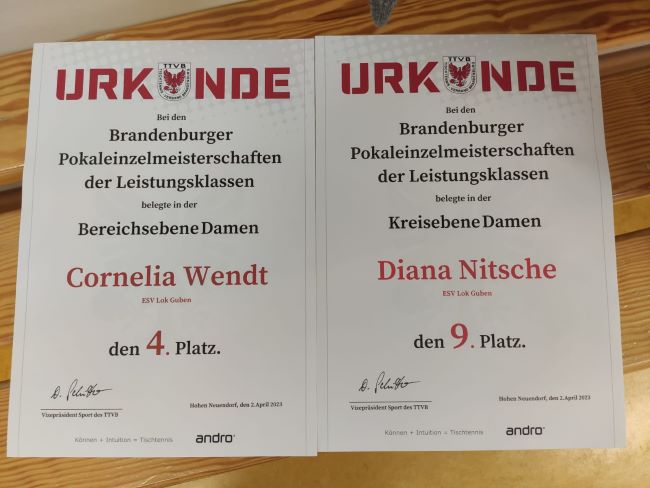 URKUNDE
TTVB
Bei den
Brandenburger
Pokaleinzelmeisterschaften
der Leistungsklassen
belegte in der
Bereichsebene Damen
Cornelia Wendt
ESV Lok Guben
den 4. Platz.
Vizepräsident Sport des TTVB
Hohen Neuendorf, den 2.April 2023
Können + Intuition = Tischtennis
andro
URKUNDE
TTVB
Bei den
Brandenburger
Pokaleinzelmeisterschaften
der Leistungsklassen
belegte in der
Kreisebene Damen
Diana Nitsche
ESV Lok Guben
den 9. Platz.
Vizepräsident Sport des TTVB
Hohen Neuendorf, den 2.April 2023
Können + Intuition = Tischtennis
andro